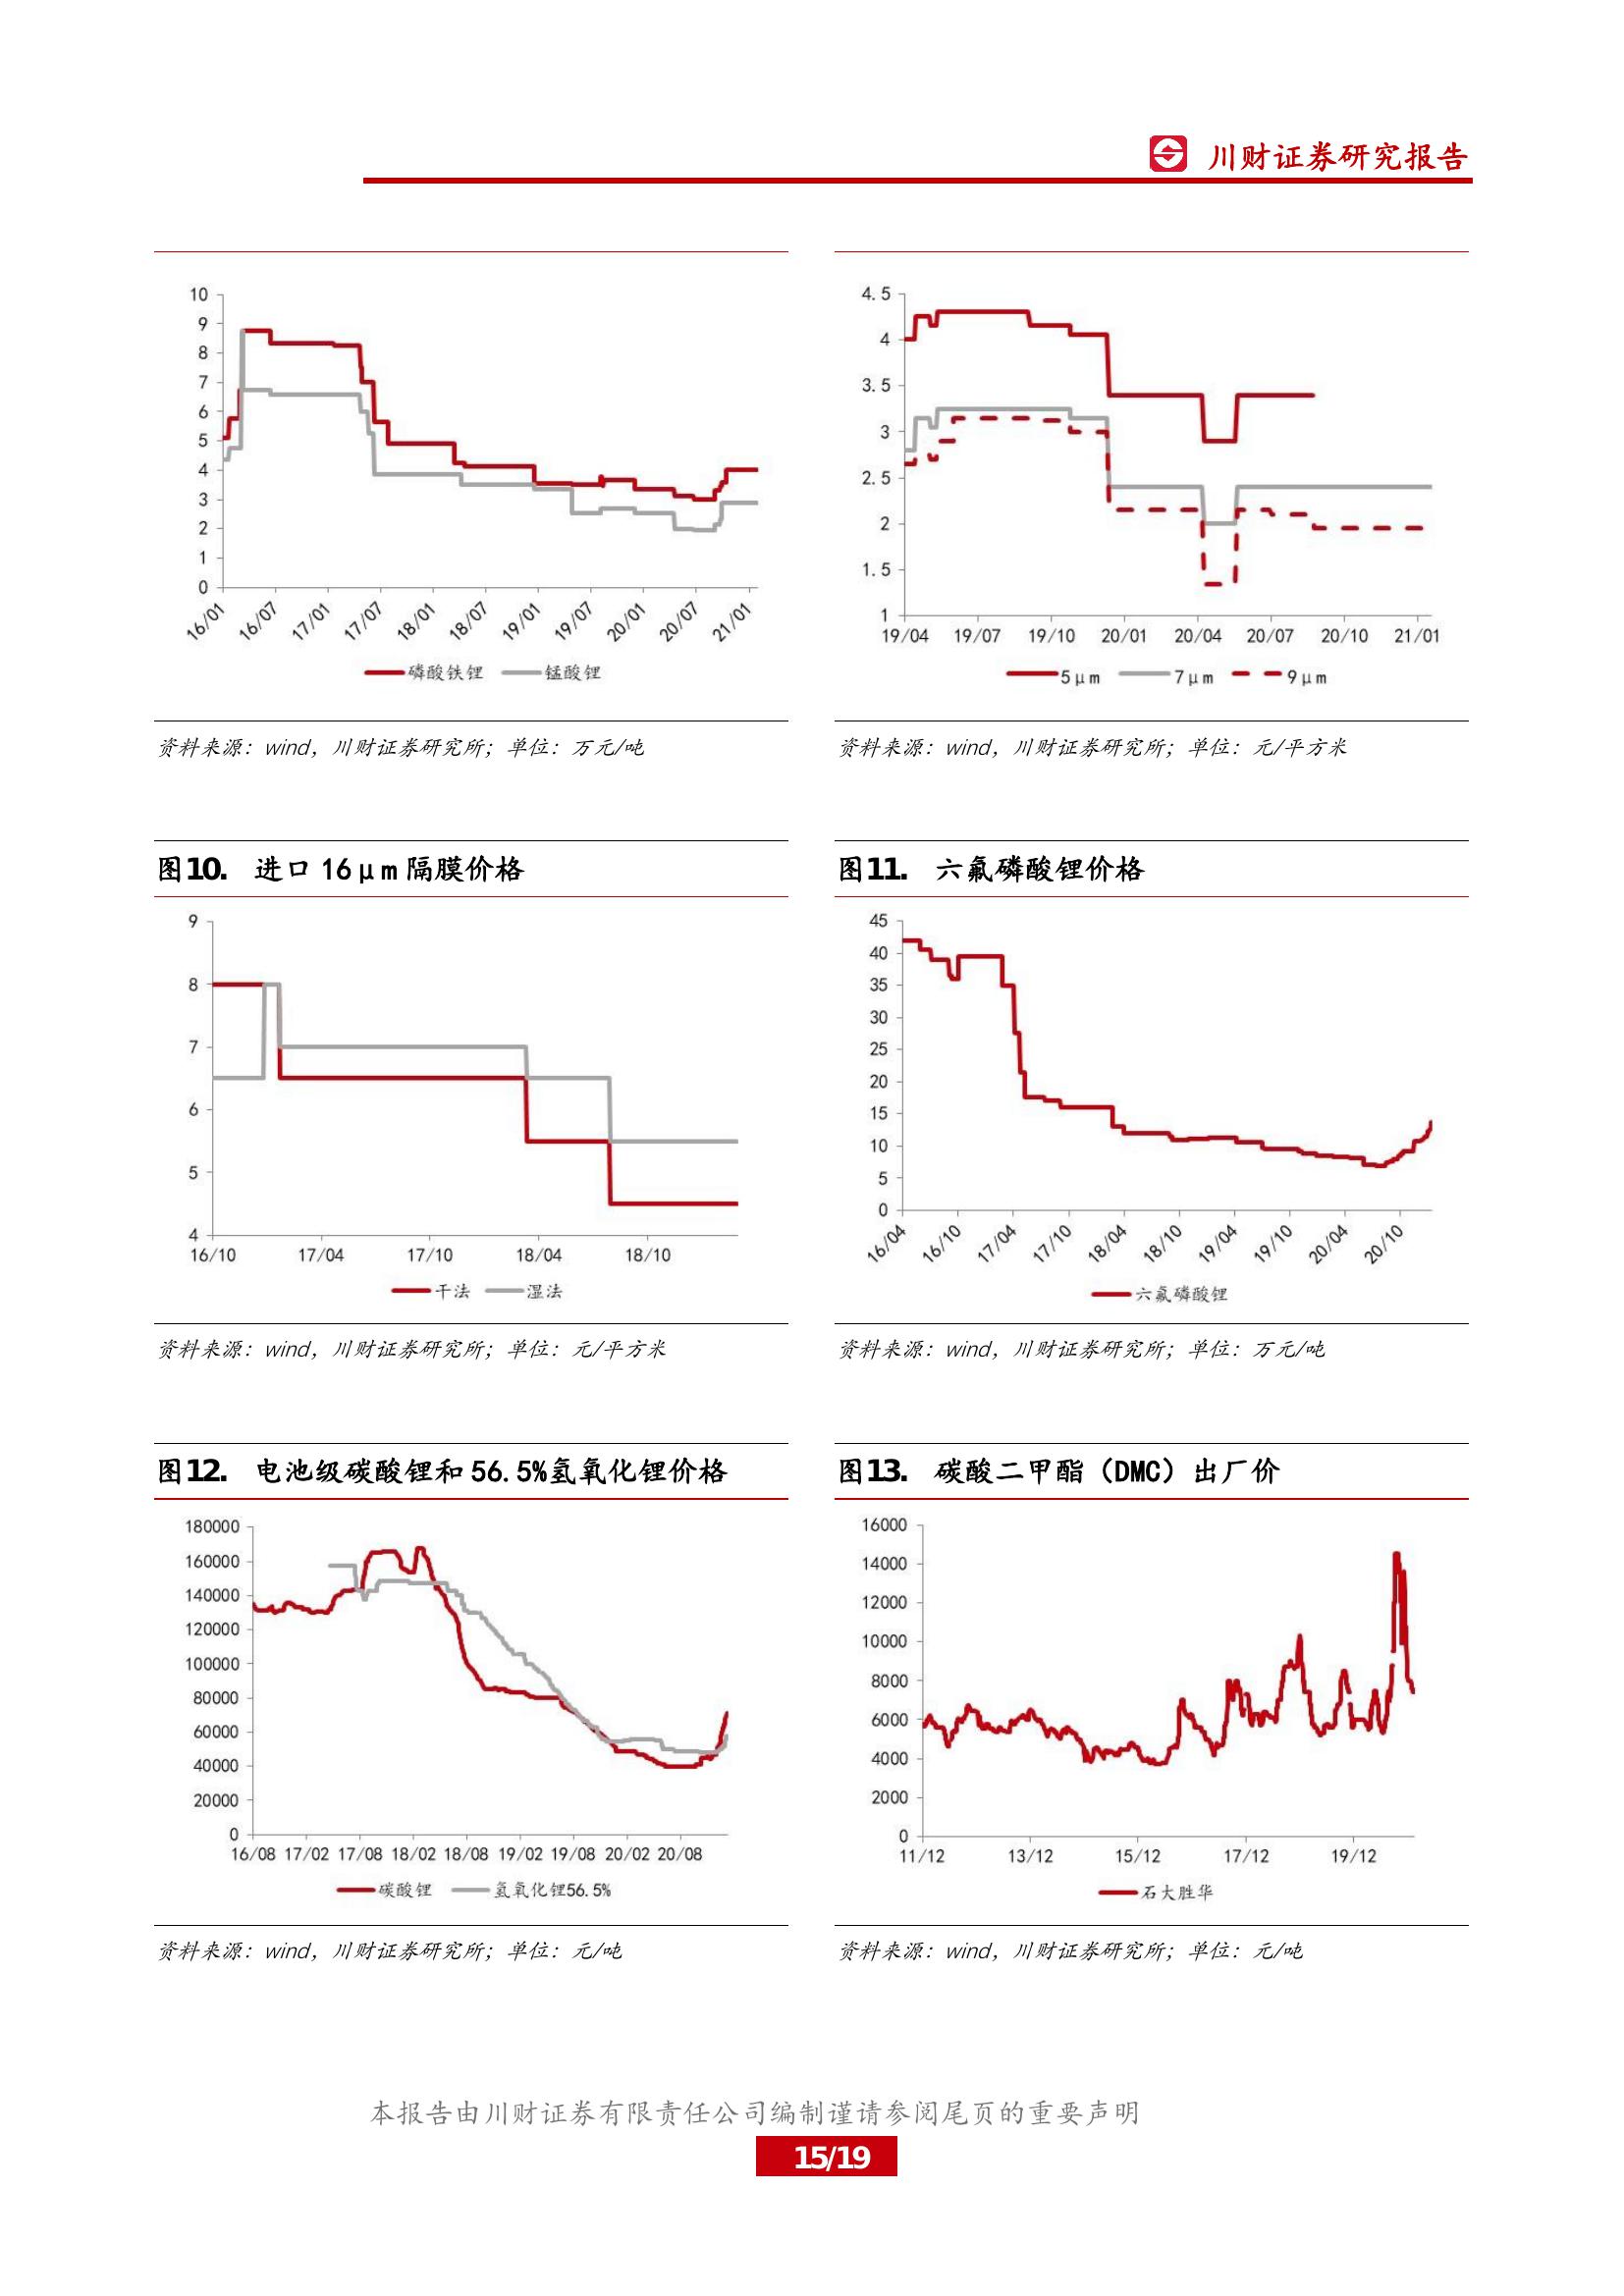 川财证券研究报告
10
9
8
7
6
5
4
3
2
1
0
16/01 16/07 17/01 17/07 18/01 18/07 19/01 19/07 20/01 20/07 21/01
磷酸铁锂 锰酸锂
资料来源：wind，川财证券研究所；单位：万元/吨
4.5
4
3.5
3
2.5
2
1.5
1
19/04 19/07 19/10 20/01 20/04 20/07 20/10 21/01
5μm 7μm 9μm
资料来源：wind，川财证券研究所；单位：元/平方米
图10. 进口 16μm 隔膜价格
9
8
7
6
5
4
16/10 17/04 17/10 18/04 18/10
干法 湿法
资料来源：wind，川财证券研究所；单位：元/平方米
图11. 六氟磷酸锂价格
45
40
35
30
25
20
15
10
5
0
16/04 16/10 17/04 17/10 18/04 18/10 19/04 19/10 20/04 20/10
六氟磷酸锂
资料来源：wind，川财证券研究所；单位：万元/吨
图12. 电池级碳酸锂和 56.5%氢氧化锂价格
180000
160000
140000
120000
100000
80000
60000
40000
20000
0
16/08 17/02 17/08 18/02 18/08 19/02 19/08 20/02 20/08
碳酸锂 氢氧化锂56.5%
资料来源：wind，川财证券研究所；单位：元/吨
图13. 碳酸二甲酯（DMC）出厂价
16000
14000
12000
10000
8000
6000
4000
2000
0
11/12 13/12 15/12 17/12 19/12
石大胜华
资料来源：wind，川财证券研究所；单位：元/吨
本报告由川财证券有限责任公司编制谨请参阅尾页的重要声明
15/19